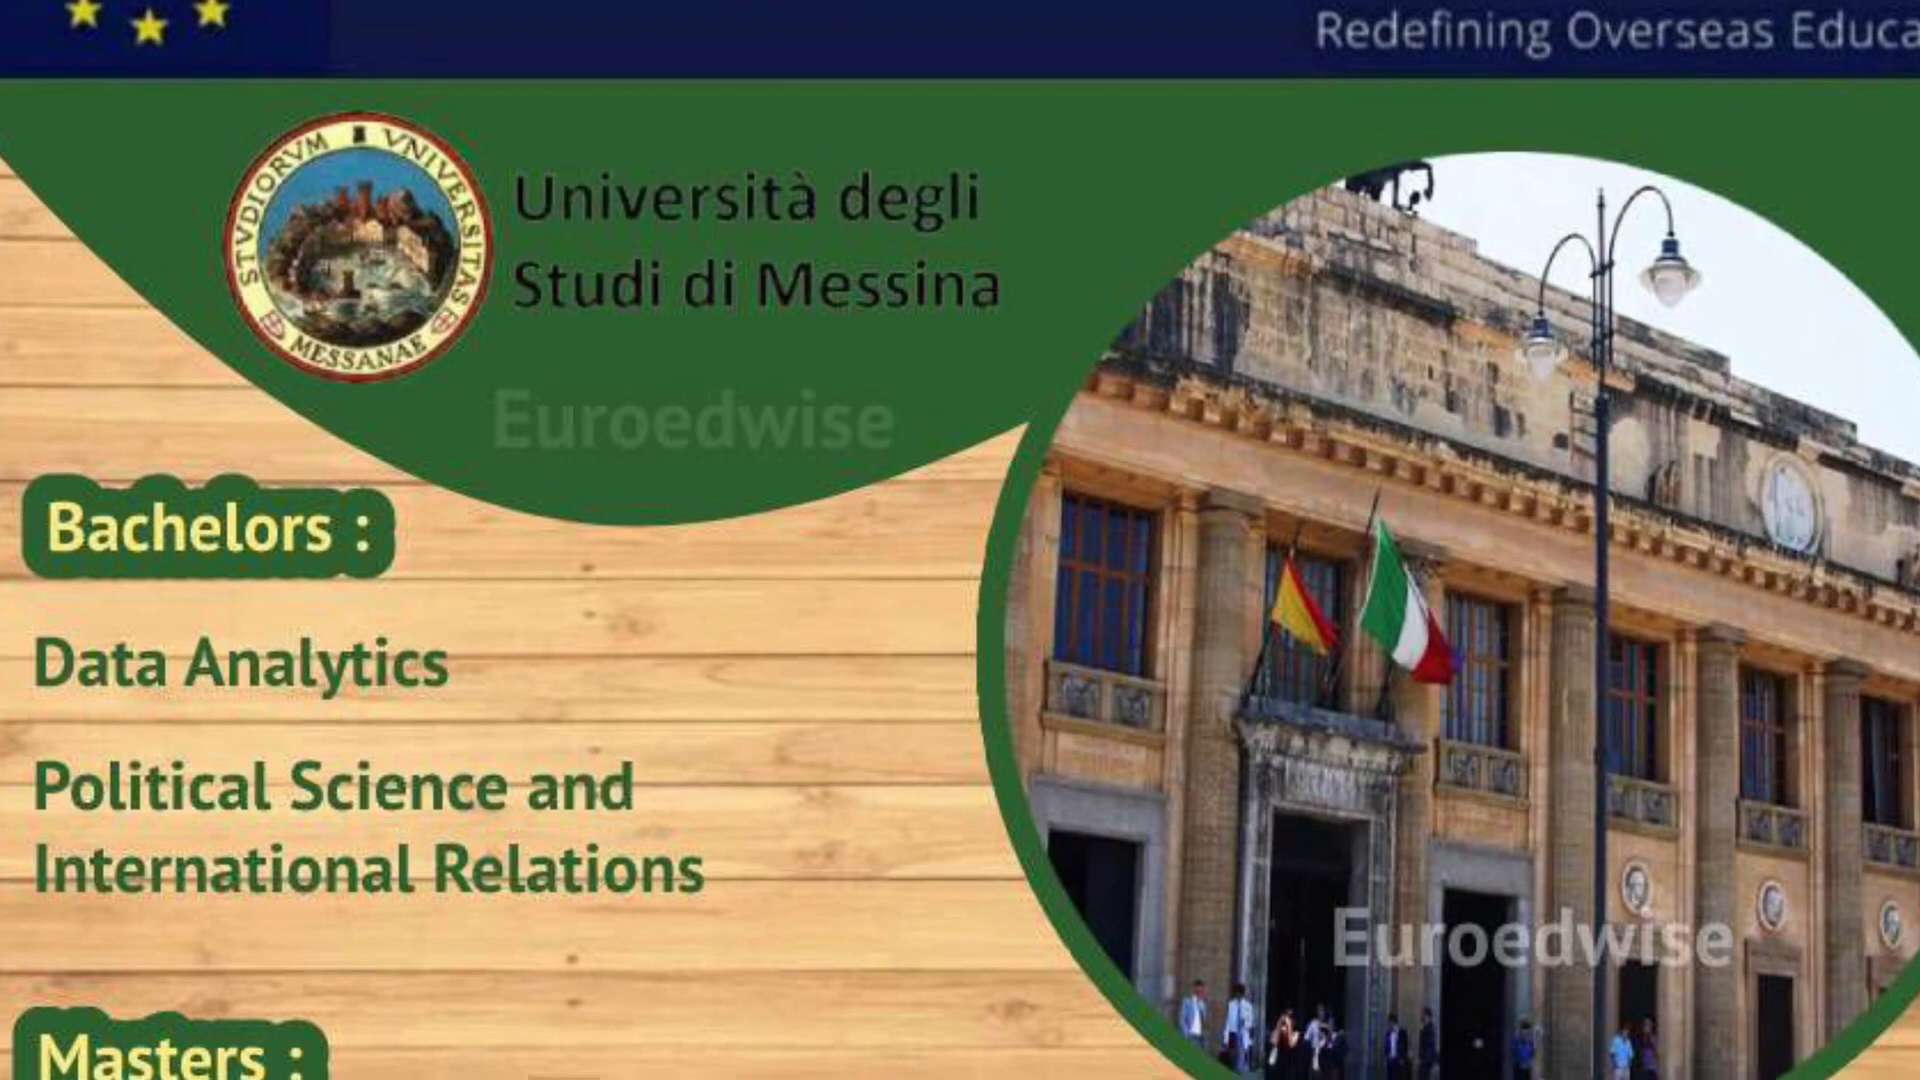 Redefining Overseas Educa
STVDIORVM VNIVERSITAS
MESSANAE
Università degli
Studi di Messina
Euroedwise
Bachelors :
Data Analytics
Political Science and
International Relations
Euroedwise
Masters :